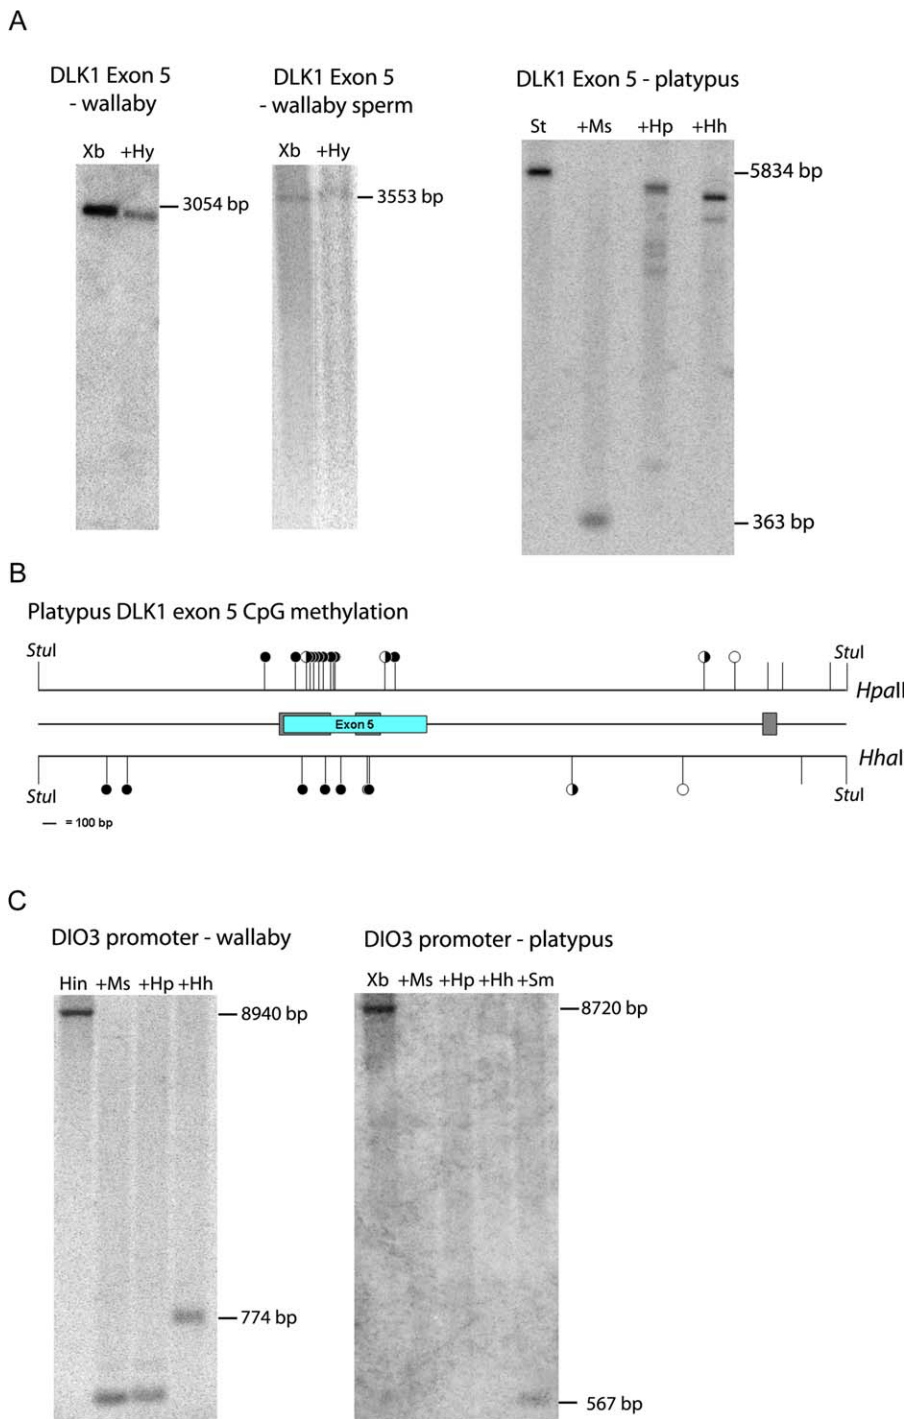 A
DLK1 Exon 5
- wallaby
Xb +Hy
3054 bp
DLK1 Exon 5
- wallaby sperm
Xb +Hy
3553 bp
DLK1 Exon 5 - platypus
St +Ms +Hp +Hh
5834 bp
363 bp
B
Platypus DLK1 exon 5 CpG methylation
StuI StuI
HpaII
Exon 5
HhaI
StuI StuI
= 100 bp
C
DIO3 promoter - wallaby
Hin +Ms +Hp +Hh
8940 bp
774 bp
DIO3 promoter - platypus
Xb +Ms +Hp +Hh +Sm
8720 bp
567 bp